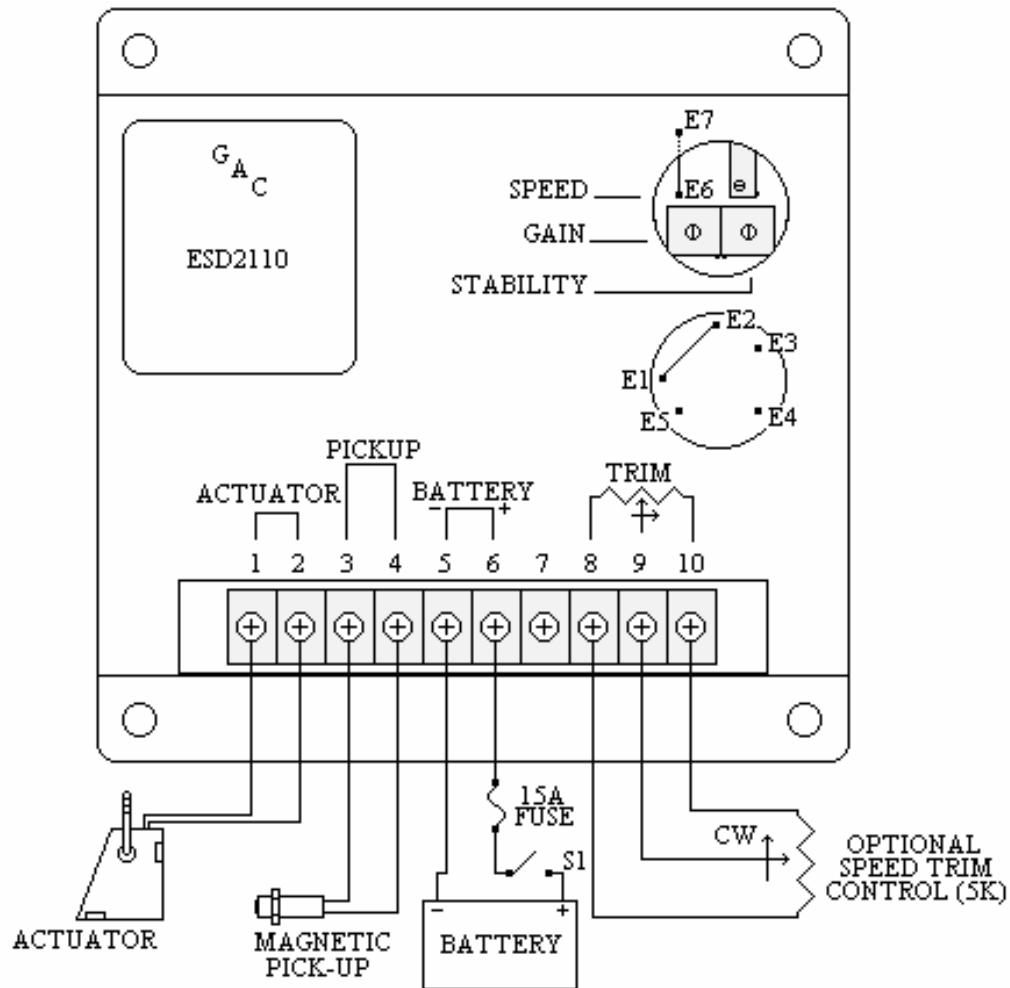 GAC
ESD2110
E7
E6
SPEED
GAIN
STABILITY
E2
E3
E1
E5
E4
PICKUP
ACTUATOR
BATTERY
- +
TRIM
1 2 3 4 5 6 7 8 9 10
15A
FUSE
S1
CW
OPTIONAL
SPEED TRIM
CONTROL (5K)
ACTUATOR
MAGNETIC
PICK-UP
- +
BATTERY